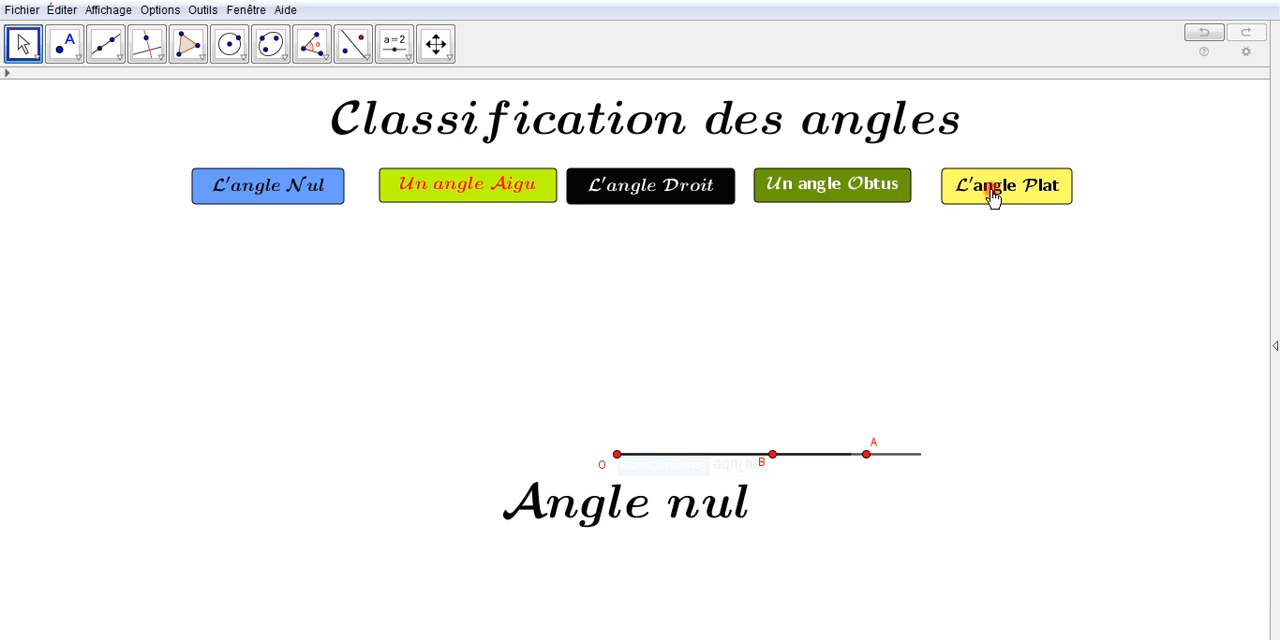 Fichier Éditer Affichage Options Outils Fenêtre Aide
A α a=2
Classification des angles
L'angle Nul Un angle Aigu L'angle Droit Un angle Obtus L'angle Plat
A
O B
Angle nul